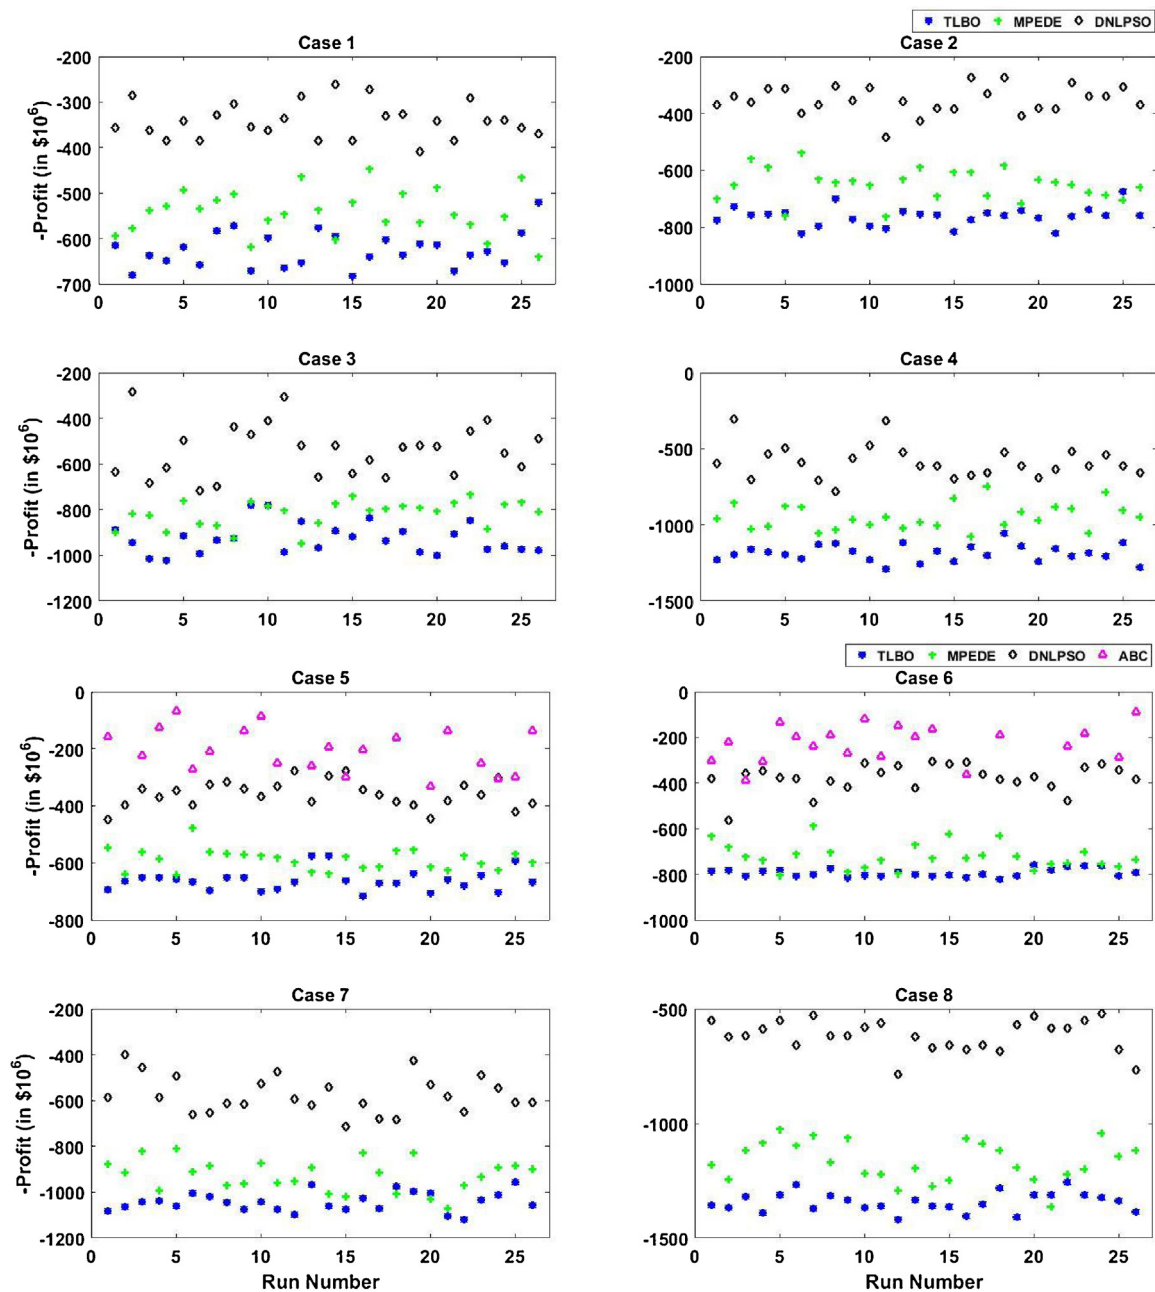 TLBO MPEDE DNLPSO
Case 1
-200
-300
-400
-500
-600
-700
0 5 10 15 20 25
-Profit (in $10^6)
Case 2
-200
-400
-600
-800
-1000
0 5 10 15 20 25
Case 3
-200
-400
-600
-800
-1000
-1200
0 5 10 15 20 25
-Profit (in $10^6)
Case 4
0
-500
-1000
-1500
0 5 10 15 20 25
TLBO MPEDE DNLPSO ABC
Case 5
0
-200
-400
-600
-800
0 5 10 15 20 25
-Profit (in $10^6)
Case 6
0
-200
-400
-600
-800
-1000
0 5 10 15 20 25
Case 7
-200
-400
-600
-800
-1000
-1200
0 5 10 15 20 25
-Profit (in $10^6)
Run Number
Case 8
-500
-1000
-1500
0 5 10 15 20 25
Run Number